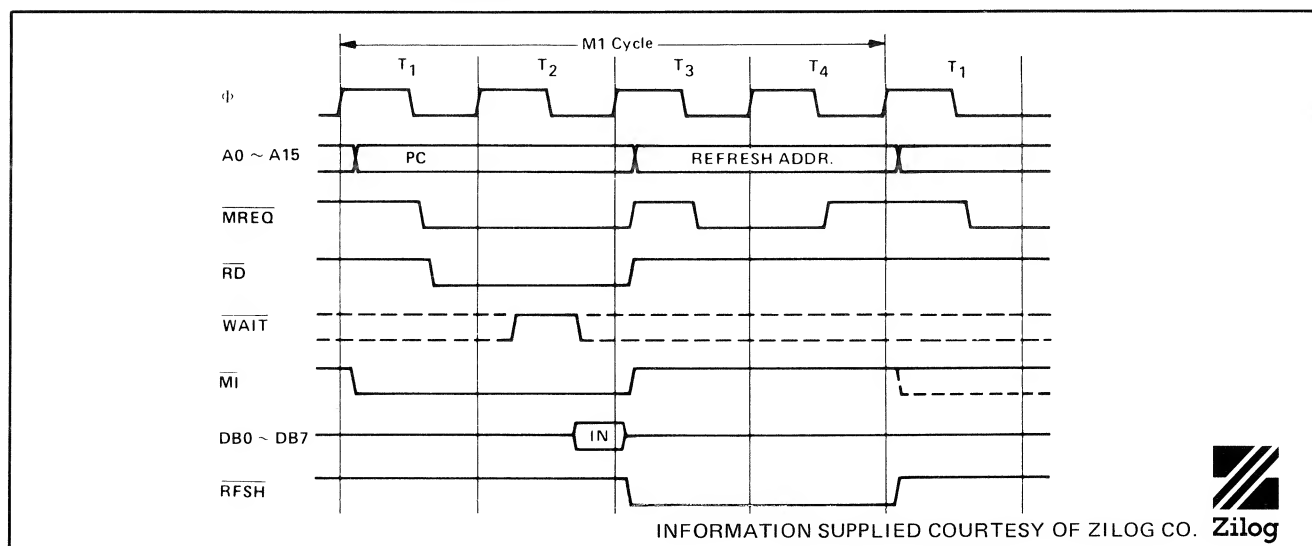 M1 Cycle
T1 T2 T3 T4 T1
Φ
A0 ~ A15 PC REFRESH ADDR.
MREQ
RD
WAIT
MI
DB0 ~ DB7 IN
RFSH
INFORMATION SUPPLIED COURTESY OF ZILOG CO. Zilog